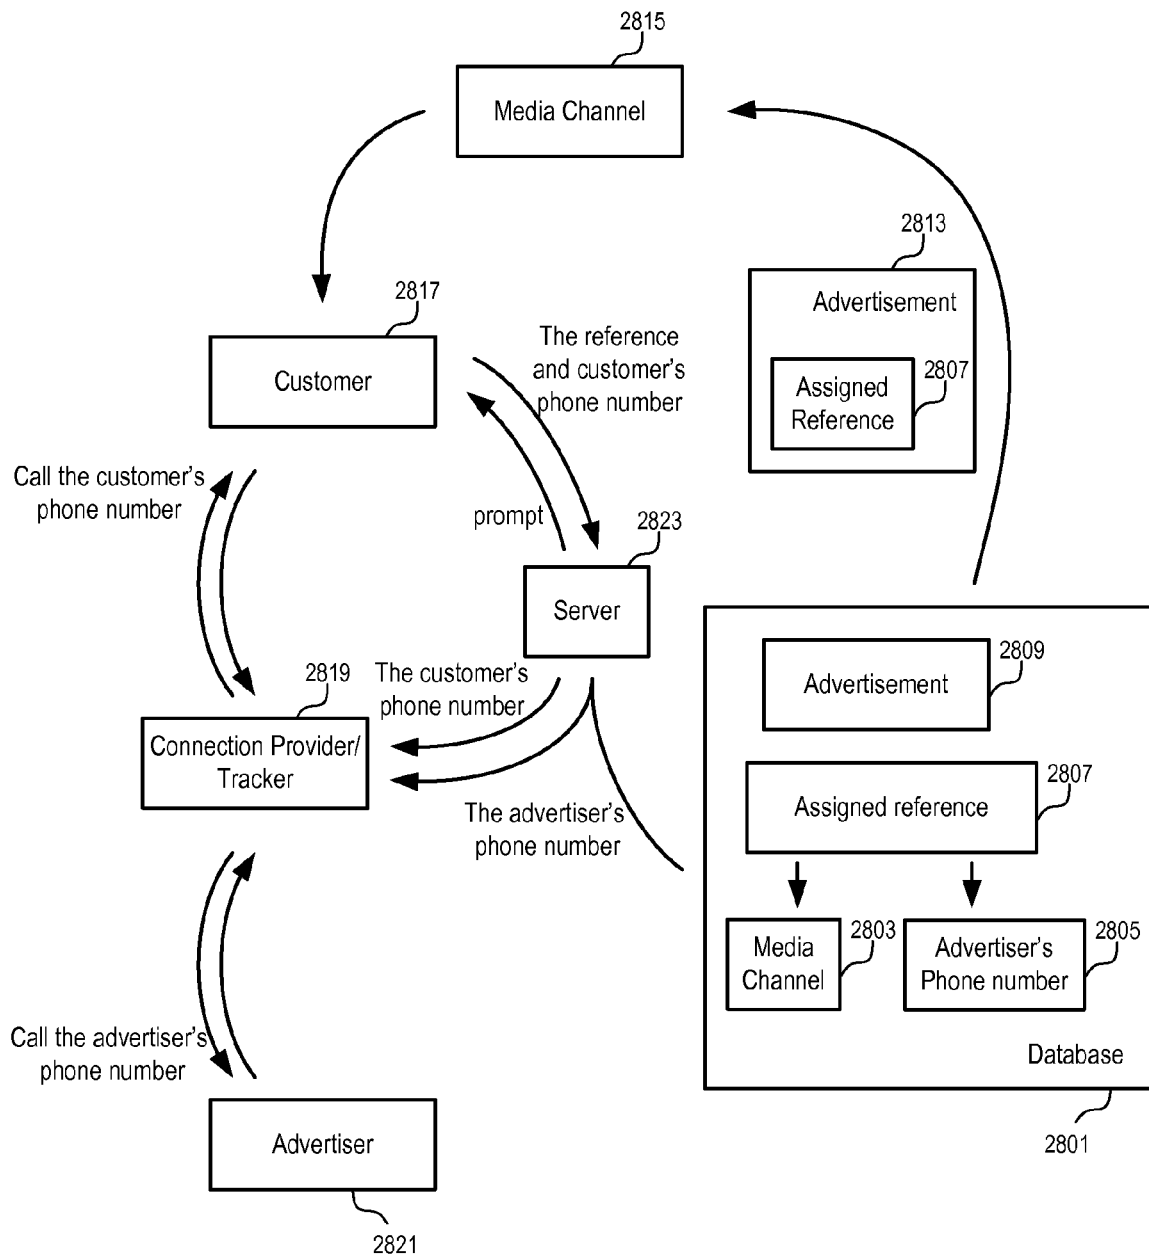 2815
Media Channel
2813
Advertisement
2807
Assigned
Reference
2817
Customer
The reference
and customer's
phone number
Call the customer's
phone number
prompt
2823
Server
2819
Connection Provider/
Tracker
The customer's
phone number
The advertiser's
phone number
2809
Advertisement
2807
Assigned reference
2803
Media
Channel
2805
Advertiser's
Phone number
Database
2801
Call the advertiser's
phone number
Advertiser
2821